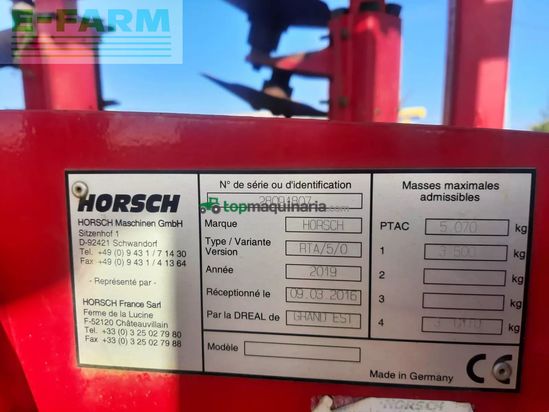 E-FARM
HORSCH
HORSCH Maschinen GmbH
Sitzenhof 1
D-92421 Schwandorf
Tel. +49 (0) 9 43 1 / 7 14 30
Fax +49 (0) 9 43 1 / 4 13 64
- Représenté par -
HORSCH France Sarl
Ferme de la Lucine
F-52120 Châteauvillain
Tel. +33 (0) 3 25 02 79 80
Fax +33 (0) 3 25 02 79 88
N° de série ou d'identification
28091807
topmaquinaria.com
Marque HORSCH
Type / Variante
Version RTA/5/0
Année 2019
Réceptionné le 09.03.2016
Par la DREAL de GRAND EST
Modèle
Masses maximales
admissibles
PTAC 5.070 kg
1 3.500 kg
2 kg
3 kg
4 kg
Made in Germany CE
HORSCH